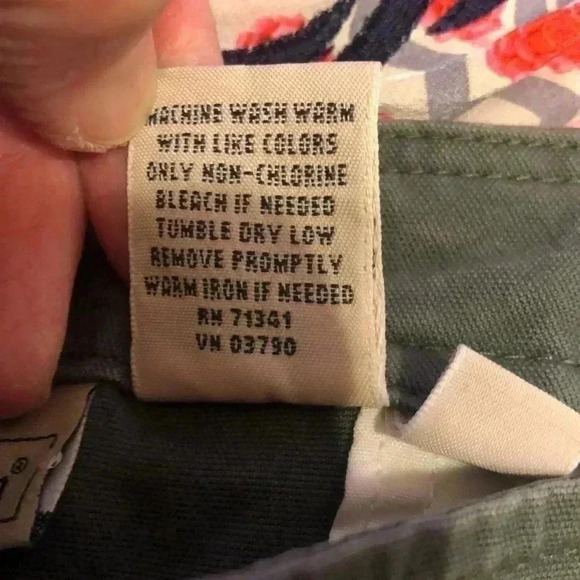 MACHINE WASH WARM
WITH LIKE COLORS
ONLY NON-CHLORINE
BLEACH IF NEEDED
TUMBLE DRY LOW
REMOVE PROMPTLY
WARM IRON IF NEEDED
RN 71341
VN 03790
®